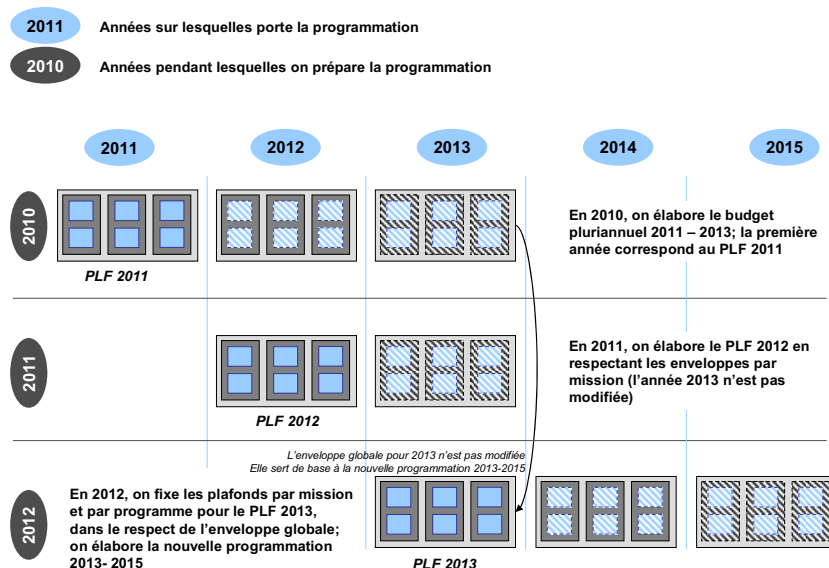 2011
Années sur lesquelles porte la programmation
2010
Années pendant lesquelles on prépare la programmation
2011
2012
2013
2014
2015
2010
En 2010, on élabore le budget
pluriannuel 2011 – 2013; la première
année correspond au PLF 2011
PLF 2011
2011
En 2011, on élabore le PLF 2012 en
respectant les enveloppes par
mission (l’année 2013 n’est pas
modifiée)
PLF 2012
L’enveloppe globale pour 2013 n’est pas modifiée
Elle sert de base à la nouvelle programmation 2013-2015
2012
En 2012, on fixe les plafonds par mission
et par programme pour le PLF 2013,
dans le respect de l’enveloppe globale;
on élabore la nouvelle programmation
2013- 2015
PLF 2013